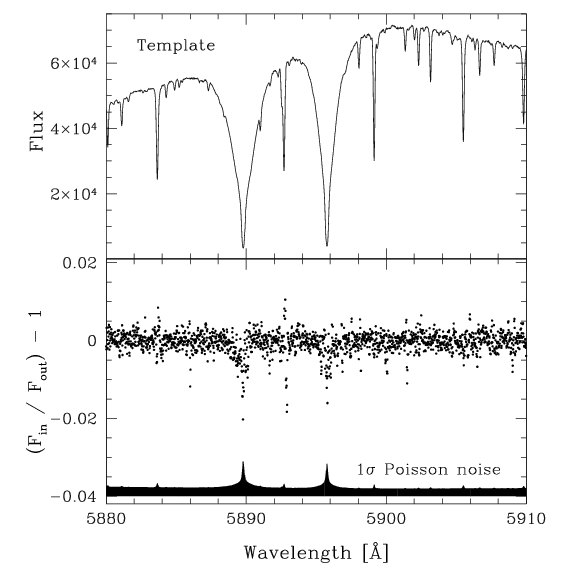 Template
6×10⁴
4×10⁴
2×10⁴
Flux
0.02
0
−0.02
−0.04
(F_in / F_out) − 1
1σ Poisson noise
5880 5890 5900 5910
Wavelength [Å]